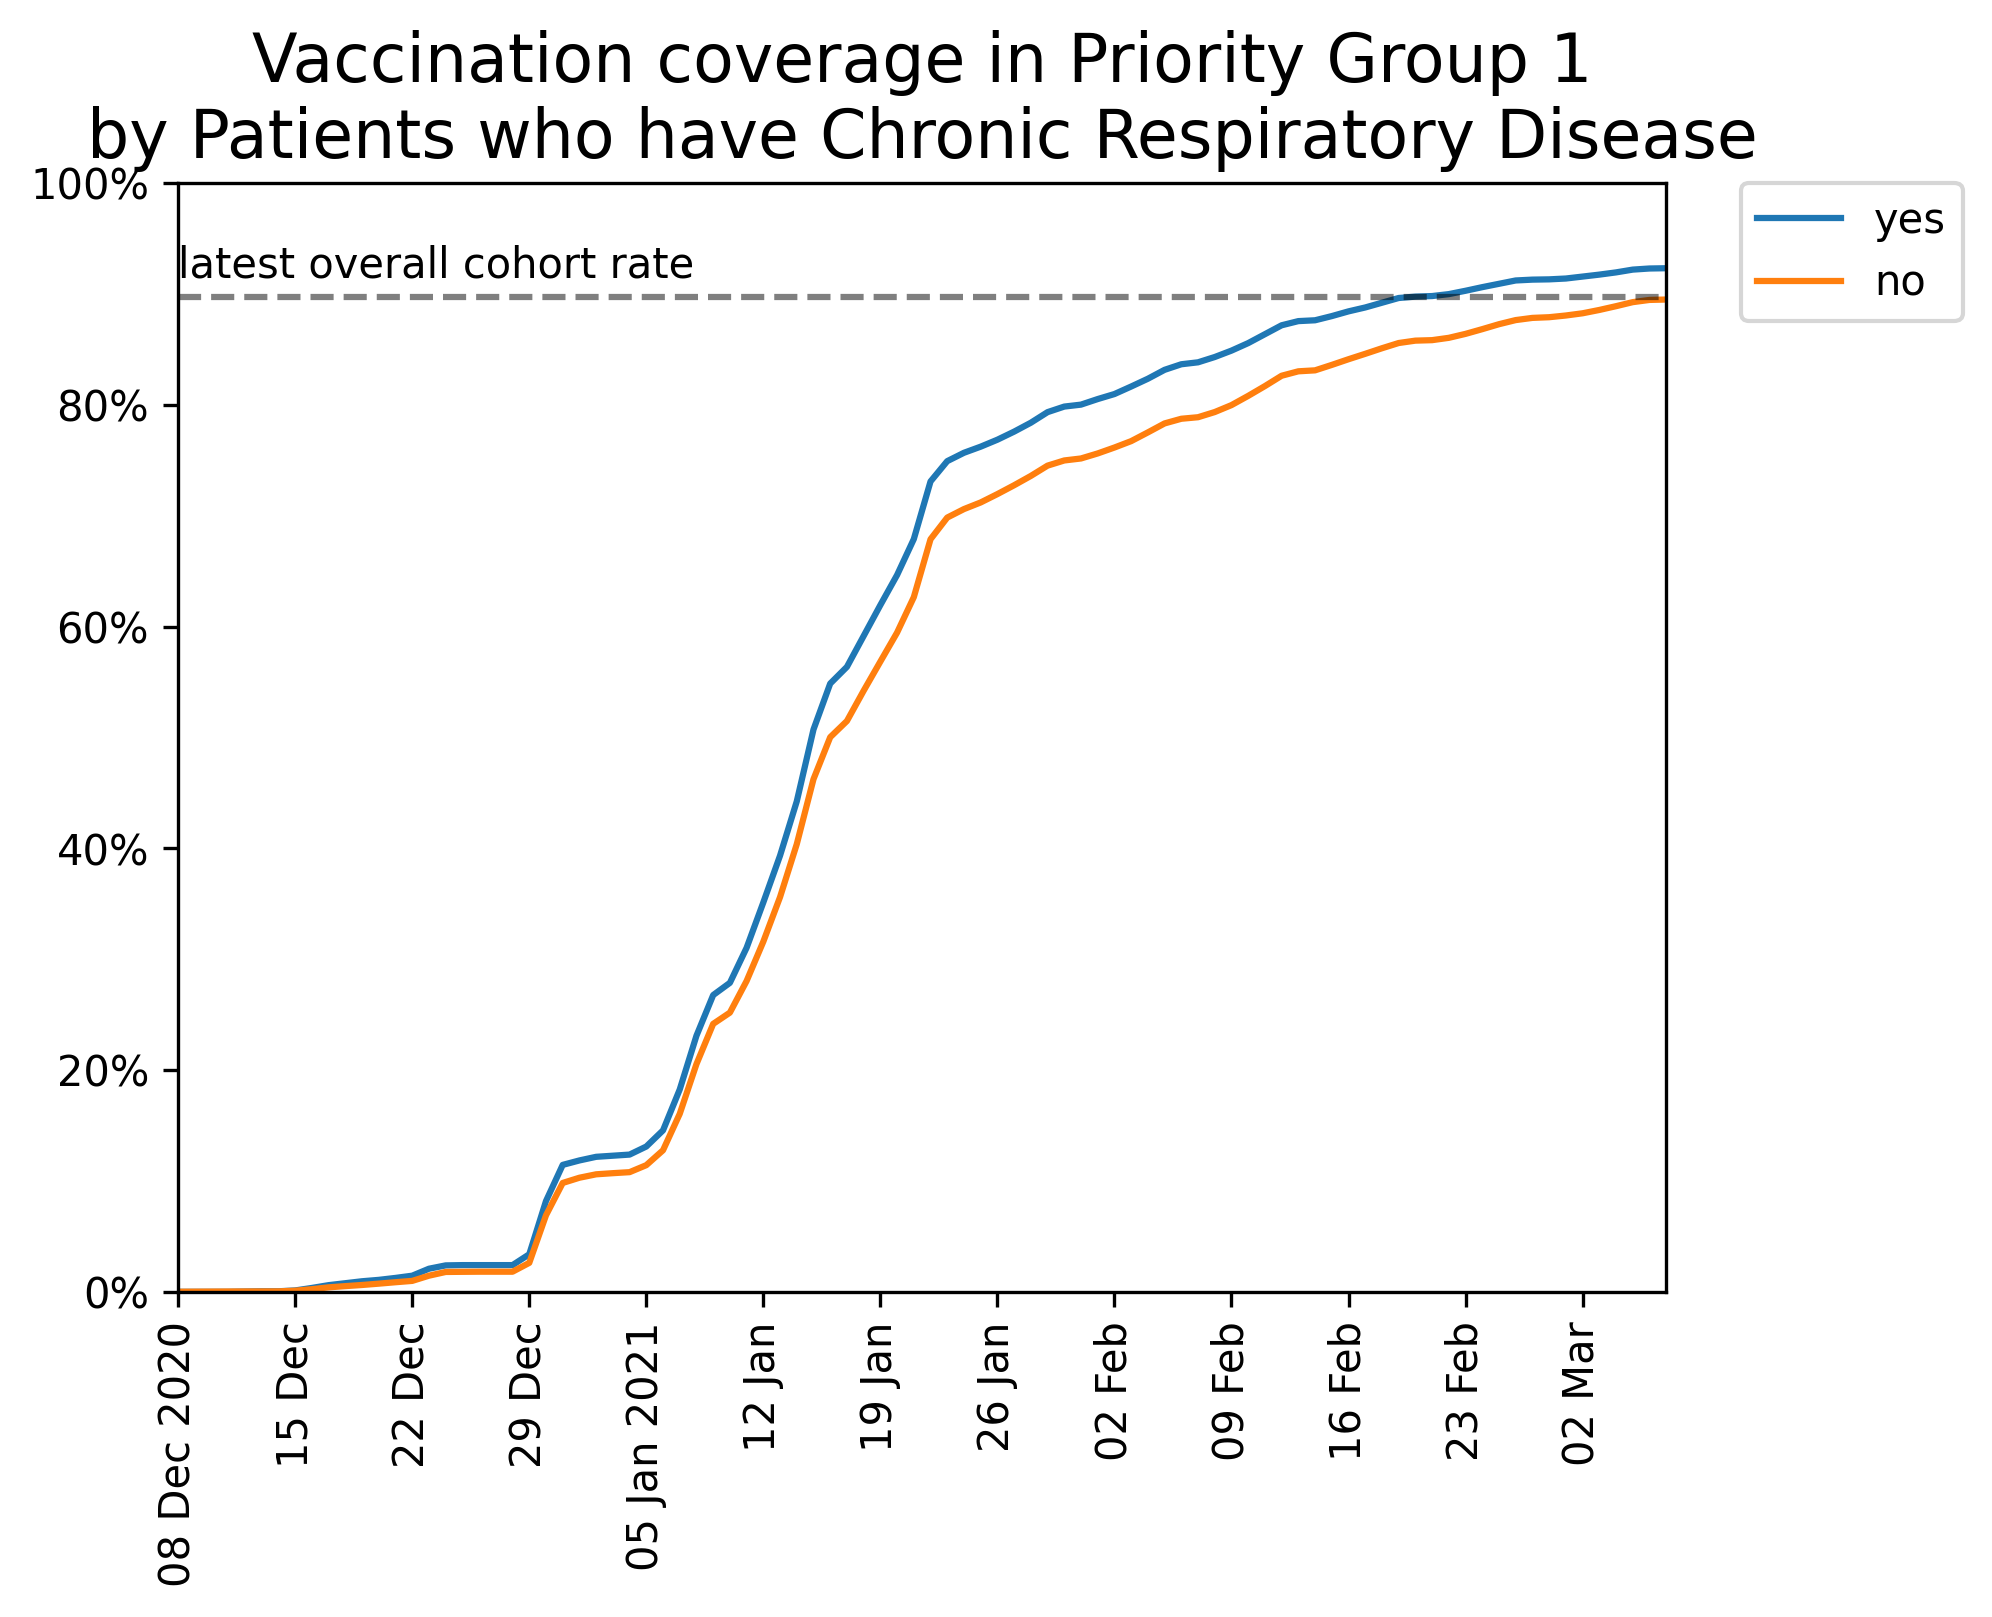 Vaccination coverage in Priority Group 1
by Patients who have Chronic Respiratory Disease
100%
80%
60%
40%
20%
0%
latest overall cohort rate
yes
no
08 Dec 2020
15 Dec
22 Dec
29 Dec
05 Jan 2021
12 Jan
19 Jan
26 Jan
02 Feb
09 Feb
16 Feb
23 Feb
02 Mar